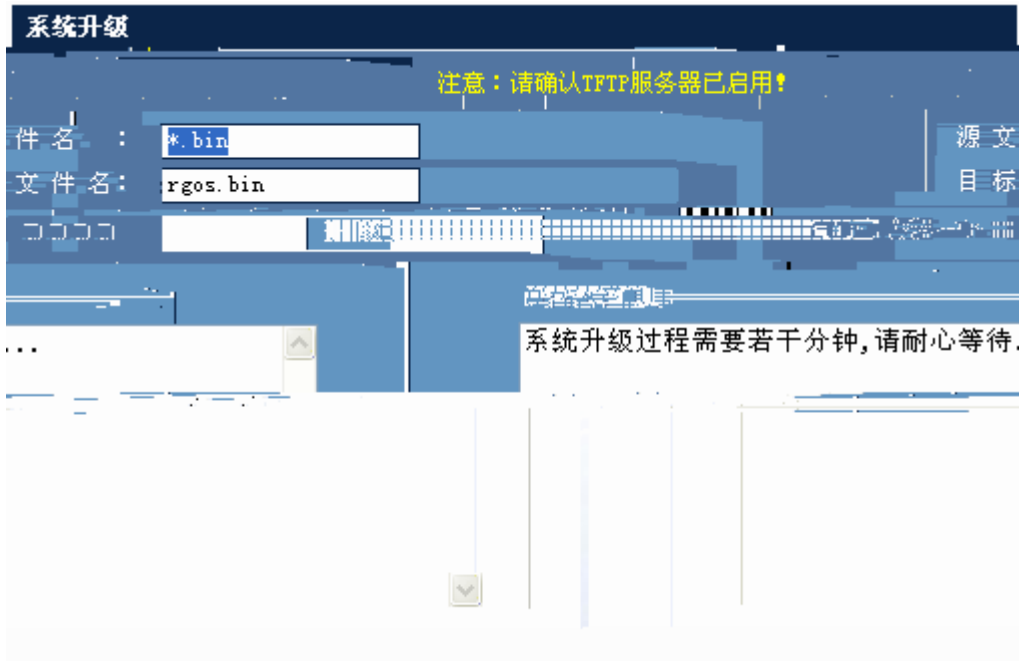 系统升级
注意：请确认TFTP服务器已启用！
件名 ： *.bin 源文
文件名： rgos.bin 目标
...
系统升级过程需要若干分钟,请耐心等待.